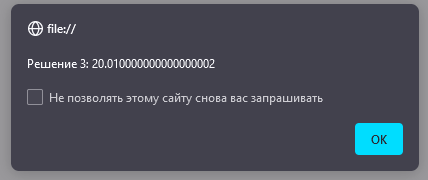 file://
Решение 3: 20.010000000000000002
Не позволять этому сайту снова вас запрашивать
OK